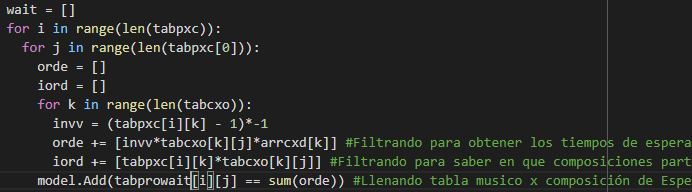 wait = []
for i in range(len(tabpxc)):
  for j in range(len(tabpxc[0])):
    orde = []
    iord = []
    for k in range(len(tabcxo)):
      invv = (tabpxc[i][k] - 1)*-1
      orde += [invv*tabcxo[k][j]*arrcxd[k]] #Filtrando para obtener los tiempos de espera
      iord += [tabpxc[i][k]*tabcxo[k][j]] #Filtrando para saber en que composiciones part
    model.Add(tabprowait[i][j] == sum(orde)) #Llenando tabla musico x composición de Espe